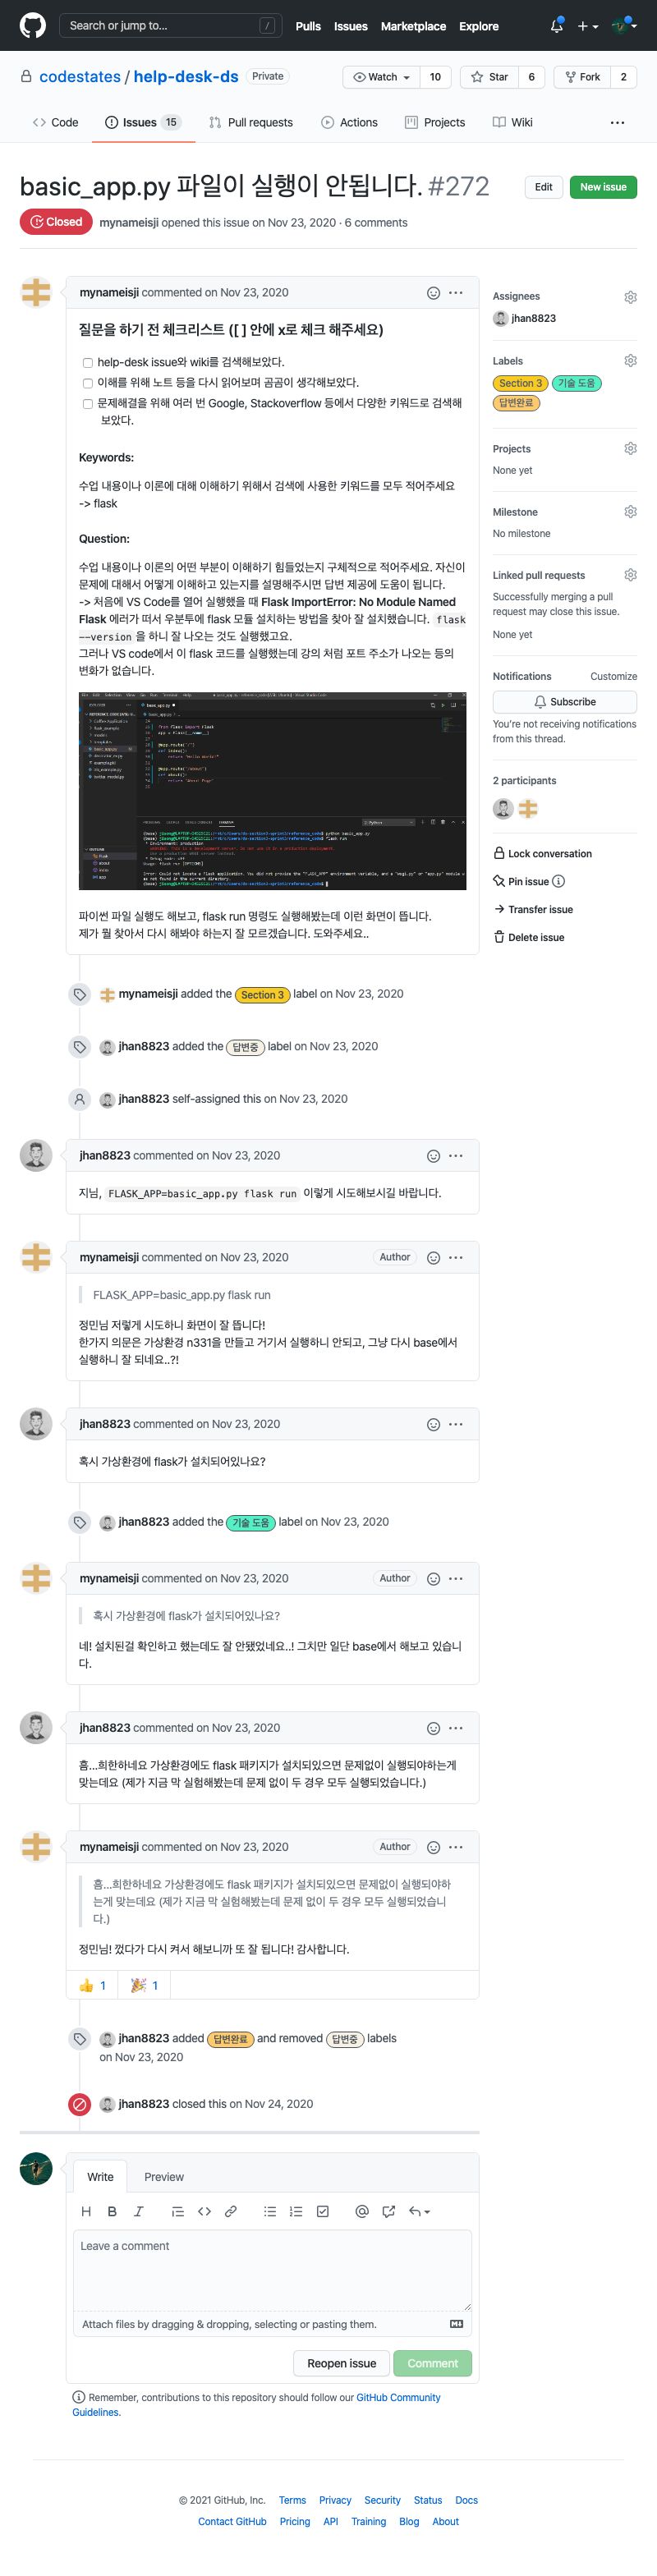 Search or jump to...
/
Pulls Issues Marketplace Explore
codestates / help-desk-ds Private
Watch 10
Star 6
Fork 2
Code
Issues 15
Pull requests
Actions
Projects
Wiki
basic_app.py 파일이 실행이 안됩니다. #272
Edit
New issue
Closed
mynameisji opened this issue on Nov 23, 2020 · 6 comments
mynameisji commented on Nov 23, 2020
질문을 하기 전 체크리스트 ([ ] 안에 x로 체크 해주세요)
help-desk issue와 wiki를 검색해보았다.
이해를 위해 노트 등을 다시 읽어보며 곰곰이 생각해보았다.
문제해결을 위해 여러 번 Google, Stackoverflow 등에서 다양한 키워드로 검색해
보았다.
Keywords:
수업 내용이나 이론에 대해 이해하기 위해서 검색에 사용한 키워드를 모두 적어주세요
-> flask
Question:
수업 내용이나 이론의 어떤 부분이 이해하기 힘들었는지 구체적으로 적어주세요. 자신이
문제에 대해서 어떻게 이해하고 있는지를 설명해주시면 답변 제공에 도움이 됩니다.
-> 처음에 VS Code를 열어 실행했을 때 Flask ImportError: No Module Named
Flask 에러가 떠서 우분투에 flask 모듈 설치하는 방법을 찾아 잘 설치했습니다. flask
--version 을 하니 잘 나오는 것도 실행했고요.
그러나 VS code에서 이 flask 코드를 실행했는데 강의 처럼 포트 주소가 나오는 등의
변화가 없습니다.
파이썬 파일 실행도 해보고, flask run 명령도 실행해봤는데 이런 화면이 뜹니다.
제가 뭘 찾아서 다시 해봐야 하는지 잘 모르겠습니다. 도와주세요..
Assignees
jhan8823
Labels
Section 3 기술 도움
답변완료
Projects
None yet
Milestone
No milestone
Linked pull requests
Successfully merging a pull
request may close this issue.
None yet
Notifications Customize
Subscribe
You're not receiving notifications
from this thread.
2 participants
Lock conversation
Pin issue
Transfer issue
Delete issue
mynameisji added the Section 3 label on Nov 23, 2020
jhan8823 added the 답변중 label on Nov 23, 2020
jhan8823 self-assigned this on Nov 23, 2020
jhan8823 commented on Nov 23, 2020
지님, FLASK_APP=basic_app.py flask run 이렇게 시도해보시길 바랍니다.
mynameisji commented on Nov 23, 2020 Author
FLASK_APP=basic_app.py flask run
정민님 저렇게 시도하니 화면이 잘 뜹니다!
한가지 의문은 가상환경 n331을 만들고 거기서 실행하니 안되고, 그냥 다시 base에서
실행하니 잘 되네요..?!
jhan8823 commented on Nov 23, 2020
혹시 가상환경에 flask가 설치되어있나요?
jhan8823 added the 기술 도움 label on Nov 23, 2020
mynameisji commented on Nov 23, 2020 Author
혹시 가상환경에 flask가 설치되어있나요?
네! 설치된걸 확인하고 했는데도 잘 안됐었네요..! 그치만 일단 base에서 해보고 있습니
다.
jhan8823 commented on Nov 23, 2020
흠...희한하네요 가상환경에도 flask 패키지가 설치되있으면 문제없이 실행되야하는게
맞는데요 (제가 지금 막 실험해봤는데 문제 없이 두 경우 모두 실행되었습니다.)
mynameisji commented on Nov 23, 2020 Author
흠...희한하네요 가상환경에도 flask 패키지가 설치되있으면 문제없이 실행되야하
는게 맞는데요 (제가 지금 막 실험해봤는데 문제 없이 두 경우 모두 실행되었습니
다.)
정민님! 껐다가 다시 켜서 해보니까 또 잘 됩니다! 감사합니다.
👍 1 🎉 1
jhan8823 added 답변완료 and removed 답변중 labels
on Nov 23, 2020
jhan8823 closed this on Nov 24, 2020
Write Preview
Leave a comment
Attach files by dragging & dropping, selecting or pasting them.
Reopen issue Comment
Remember, contributions to this repository should follow our GitHub Community
Guidelines.
© 2021 GitHub, Inc. Terms Privacy Security Status Docs
Contact GitHub Pricing API Training Blog About